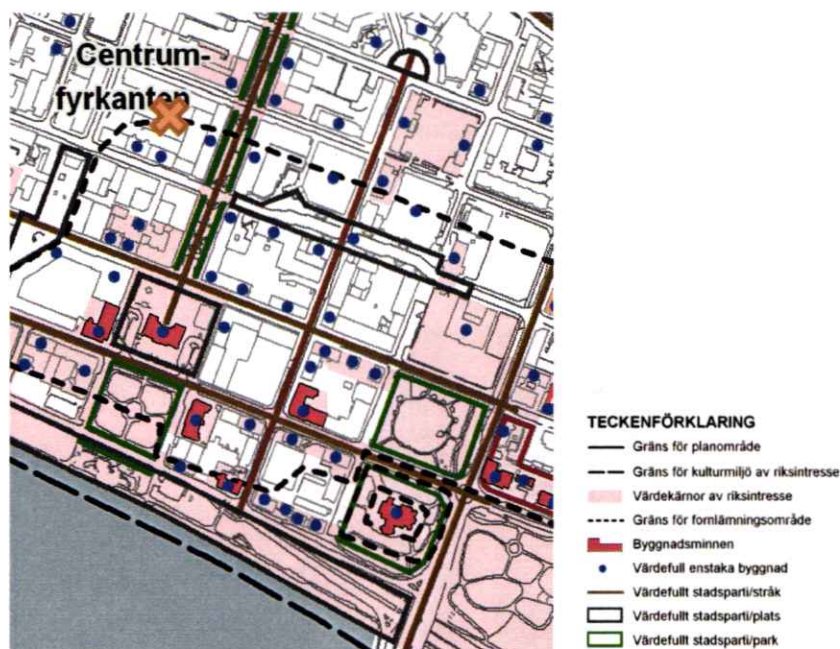 Centrum-
fyrkanten
TECKENFÖRKLARING
Gräns för planområde
Gräns för kulturmiljö av riksintresse
Värdekärnor av riksintresse
Gräns för fornlämningsområde
Byggnadsminnen
Värdefull enstaka byggnad
Värdefullt stadsparti/stråk
Värdefullt stadsparti/plats
Värdefullt stadsparti/park